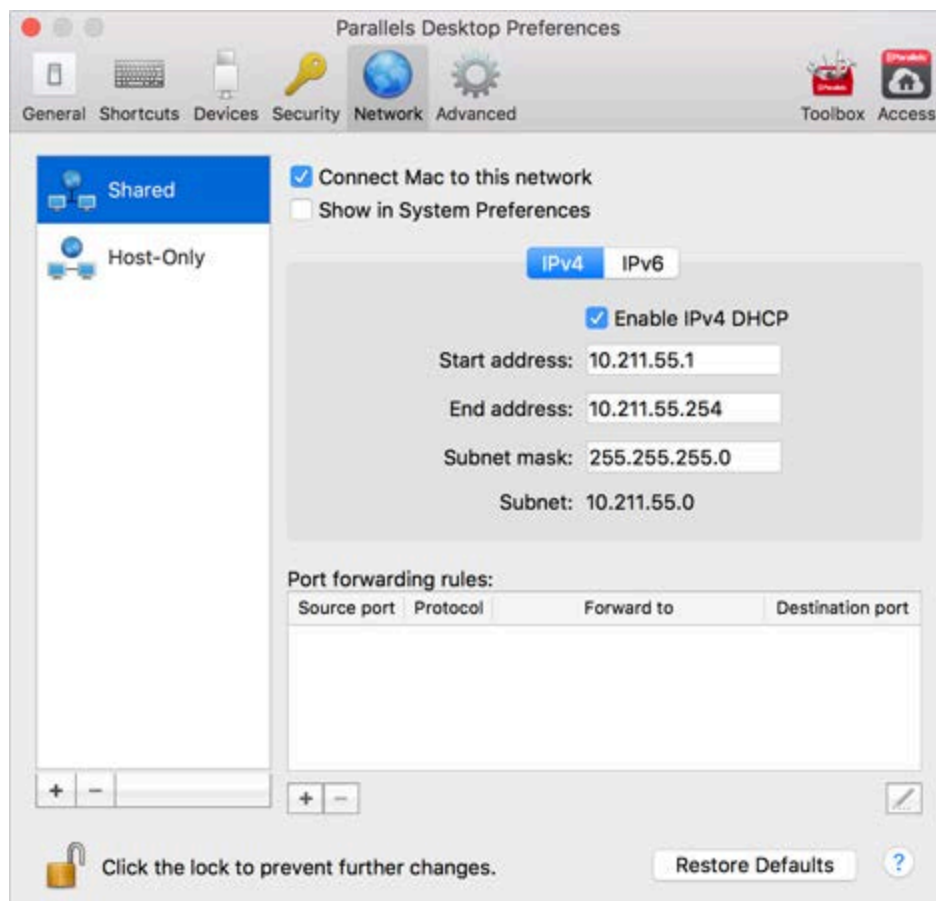 Parallels Desktop Preferences
General Shortcuts Devices Security Network Advanced Toolbox Access
Shared
Host-Only
Connect Mac to this network
Show in System Preferences
IPv4 IPv6
Enable IPv4 DHCP
Start address: 10.211.55.1
End address: 10.211.55.254
Subnet mask: 255.255.255.0
Subnet: 10.211.55.0
Port forwarding rules:
Source port Protocol Forward to Destination port
+ − + −
Click the lock to prevent further changes. Restore Defaults ?